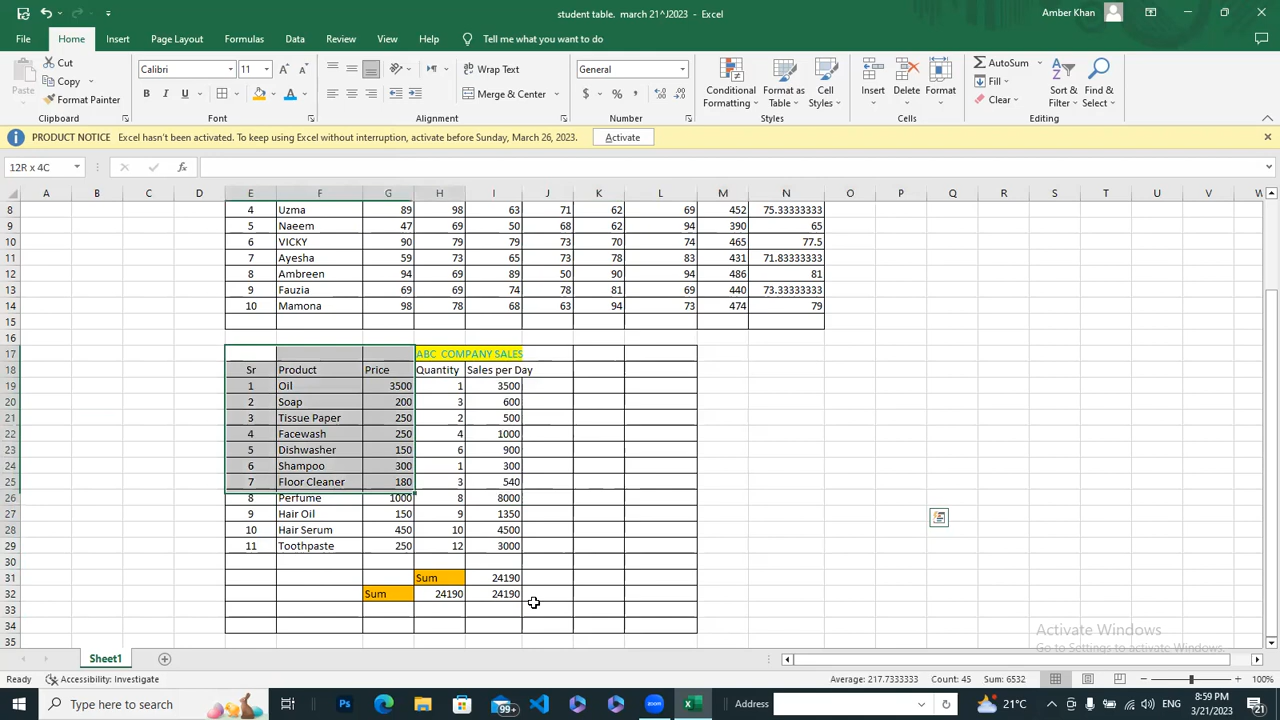 student table. march 21^J2023 - Excel
Amber Khan
File Home Insert Page Layout Formulas Data Review View Help Tell me what you want to do
Paste
Cut
Copy
Format Painter
Clipboard
Calibri 11
B I U
Font
Wrap Text
Merge & Center
Alignment
General
$ % ,
Number
Conditional Formatting
Format as Table
Cell Styles
Styles
Insert Delete Format
Cells
AutoSum
Fill
Clear
Sort & Filter
Find & Select
Editing
PRODUCT NOTICE Excel hasn't been activated. To keep using Excel without interruption, activate before Sunday, March 26, 2023. Activate
12R x 4C
A B C D E F G H I J K L M N O P Q R S T U V W
8 4 Uzma 89 98 63 71 62 69 452 75.33333333
9 5 Naeem 47 69 50 68 62 94 390 65
10 6 VICKY 90 79 79 73 70 74 465 77.5
11 7 Ayesha 59 73 65 73 78 83 431 71.83333333
12 8 Ambreen 94 69 89 50 90 94 486 81
13 9 Fauzia 69 69 74 78 81 69 440 73.33333333
14 10 Mamona 98 78 68 63 94 73 474 79
15
16
17 ABC COMPANY SALES
18 Sr Product Price Quantity Sales per Day
19 1 Oil 3500 1 3500
20 2 Soap 200 3 600
21 3 Tissue Paper 250 2 500
22 4 Facewash 250 4 1000
23 5 Dishwasher 150 6 900
24 6 Shampoo 300 1 300
25 7 Floor Cleaner 180 3 540
26 8 Perfume 1000 8 8000
27 9 Hair Oil 150 9 1350
28 10 Hair Serum 450 10 4500
29 11 Toothpaste 250 12 3000
30
31 Sum 24190
32 Sum 24190 24190
33
34
35
Activate Windows
Go to Settings to activate Windows.
Sheet1
Ready Accessibility: Investigate Average: 217.7333333 Count: 45 Sum: 6532 100%
Type here to search
99+
Address
21°C
ENG
8:59 PM
3/21/2023
21